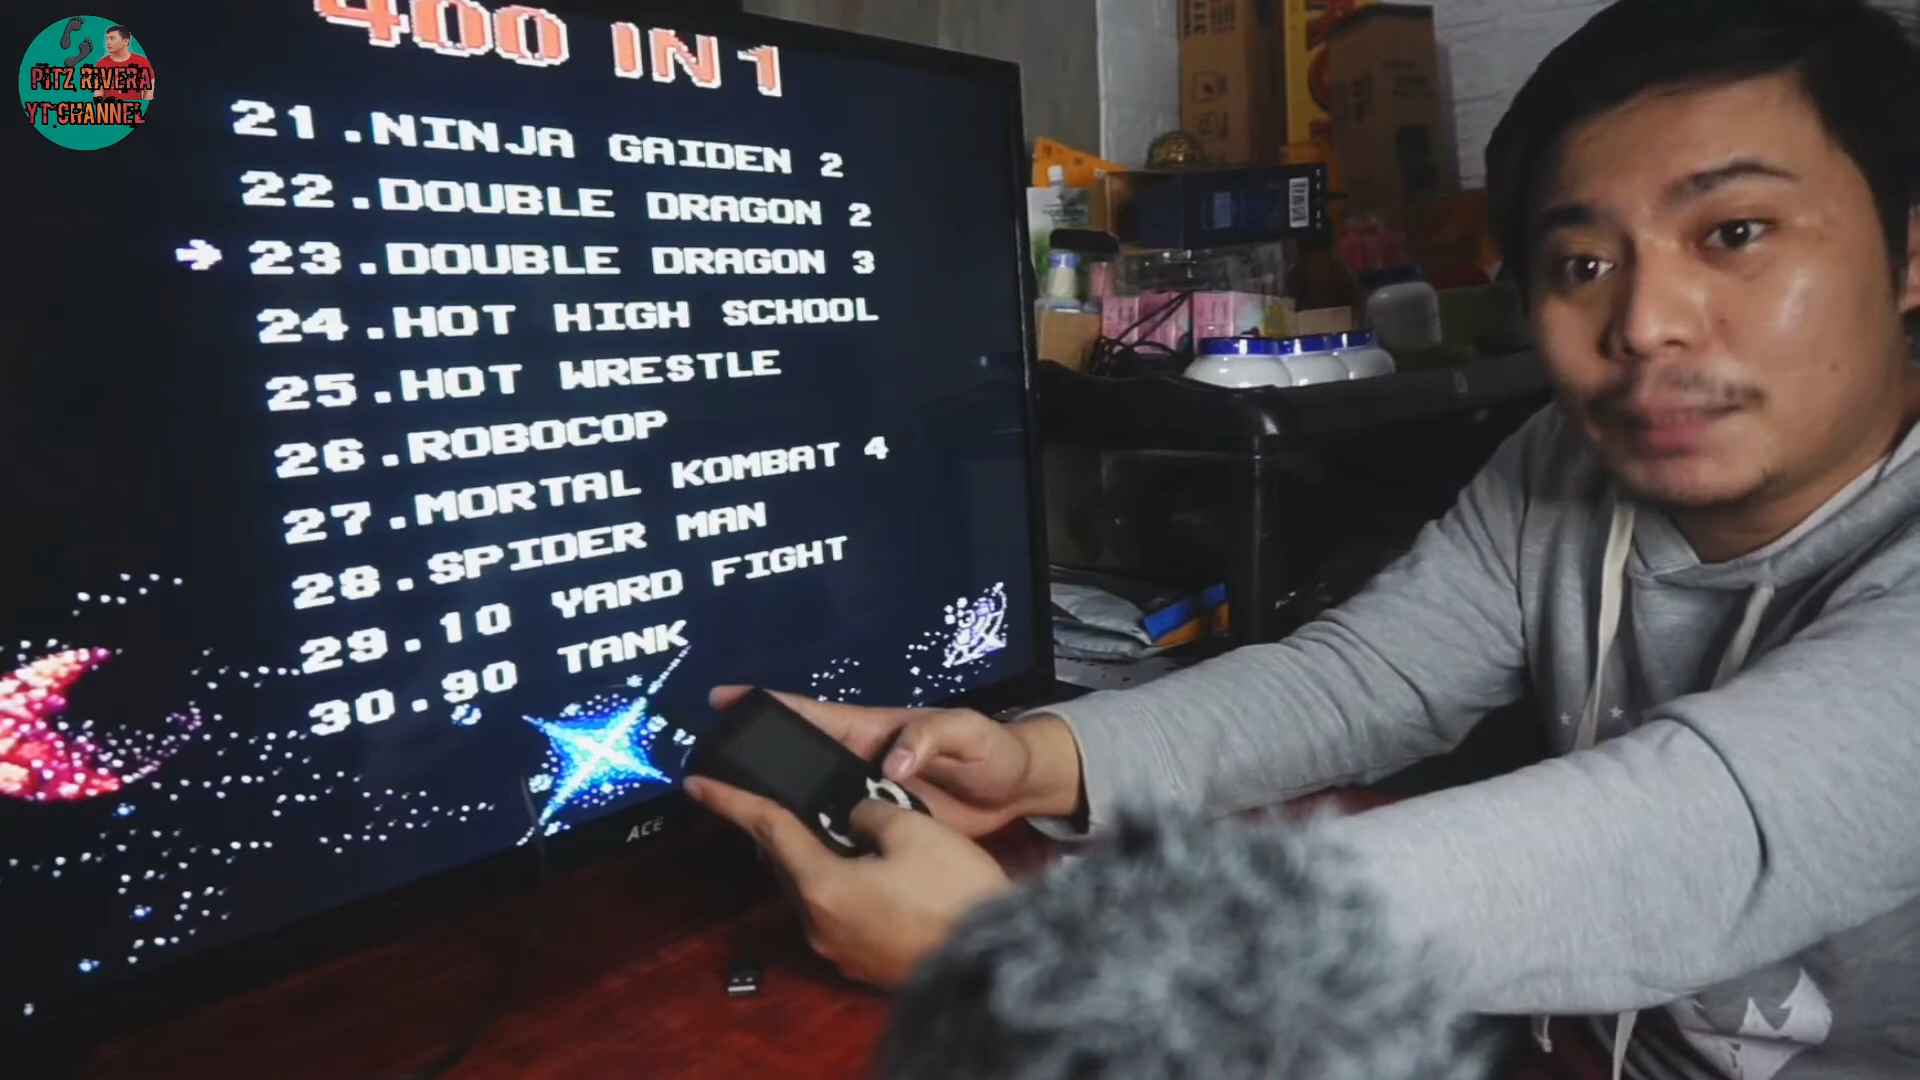 PITZ RIVERA
YT CHANNEL
400 IN 1
21.NINJA GAIDEN 2
22.DOUBLE DRAGON 2
23.DOUBLE DRAGON 3
24.HOT HIGH SCHOOL
25.HOT WRESTLE
26.ROBOCOP
27.MORTAL KOMBAT 4
28.SPIDER MAN
29.10 YARD FIGHT
30.90 TANK
ACE